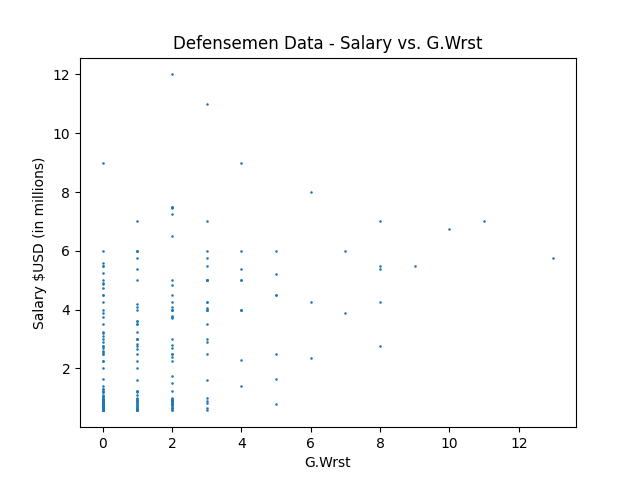 Defensemen Data - Salary vs. G.Wrst
12
10
8
6
4
2
Salary $USD (in millions)
0 2 4 6 8 10 12
G.Wrst